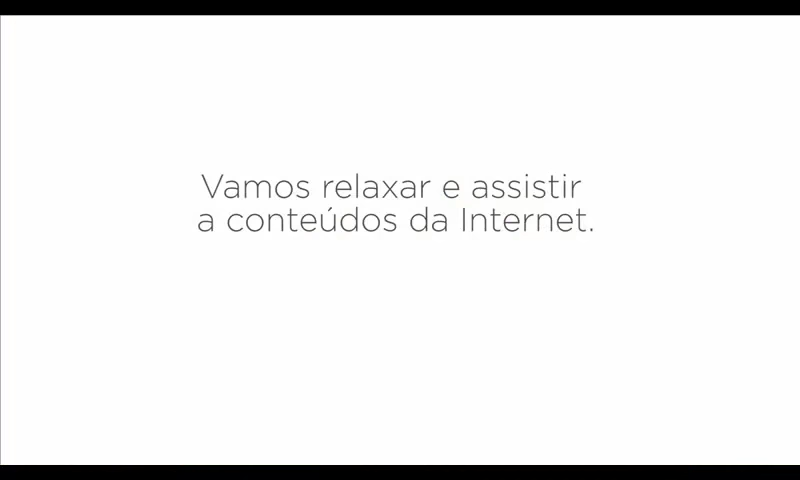 Vamos relaxar e assistir
a conteúdos da Internet.